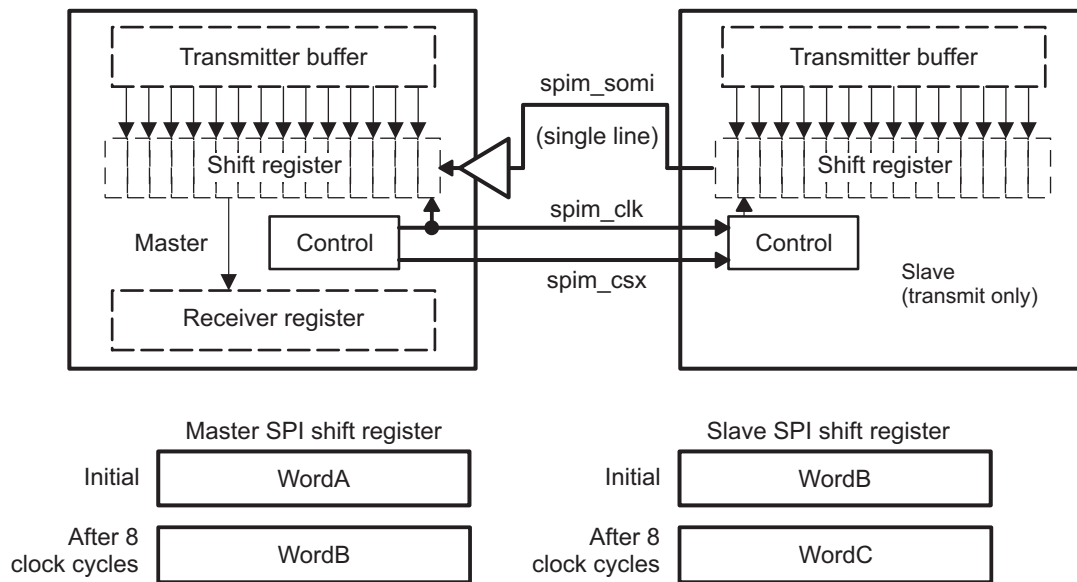 Transmitter buffer
Transmitter buffer
spim_somi
(single line)
Shift register
Shift register
spim_clk
Master
Control
Control
spim_csx
Slave
(transmit only)
Receiver register
Master SPI shift register
Slave SPI shift register
Initial
WordA
Initial
WordB
After 8
clock cycles
WordB
After 8
clock cycles
WordC